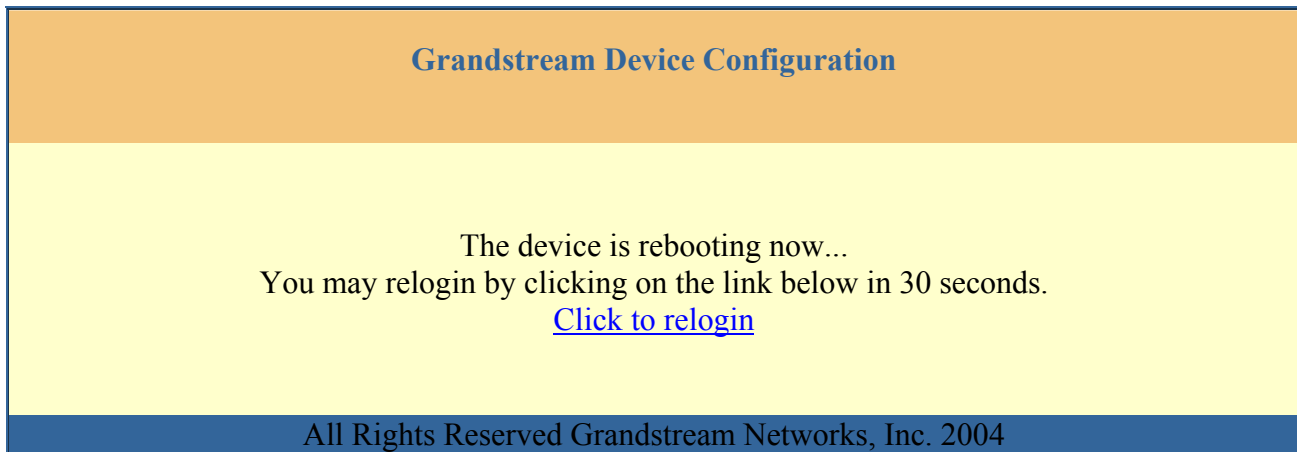 Grandstream Device Configuration
The device is rebooting now...
You may relogin by clicking on the link below in 30 seconds.
Click to relogin
All Rights Reserved Grandstream Networks, Inc. 2004